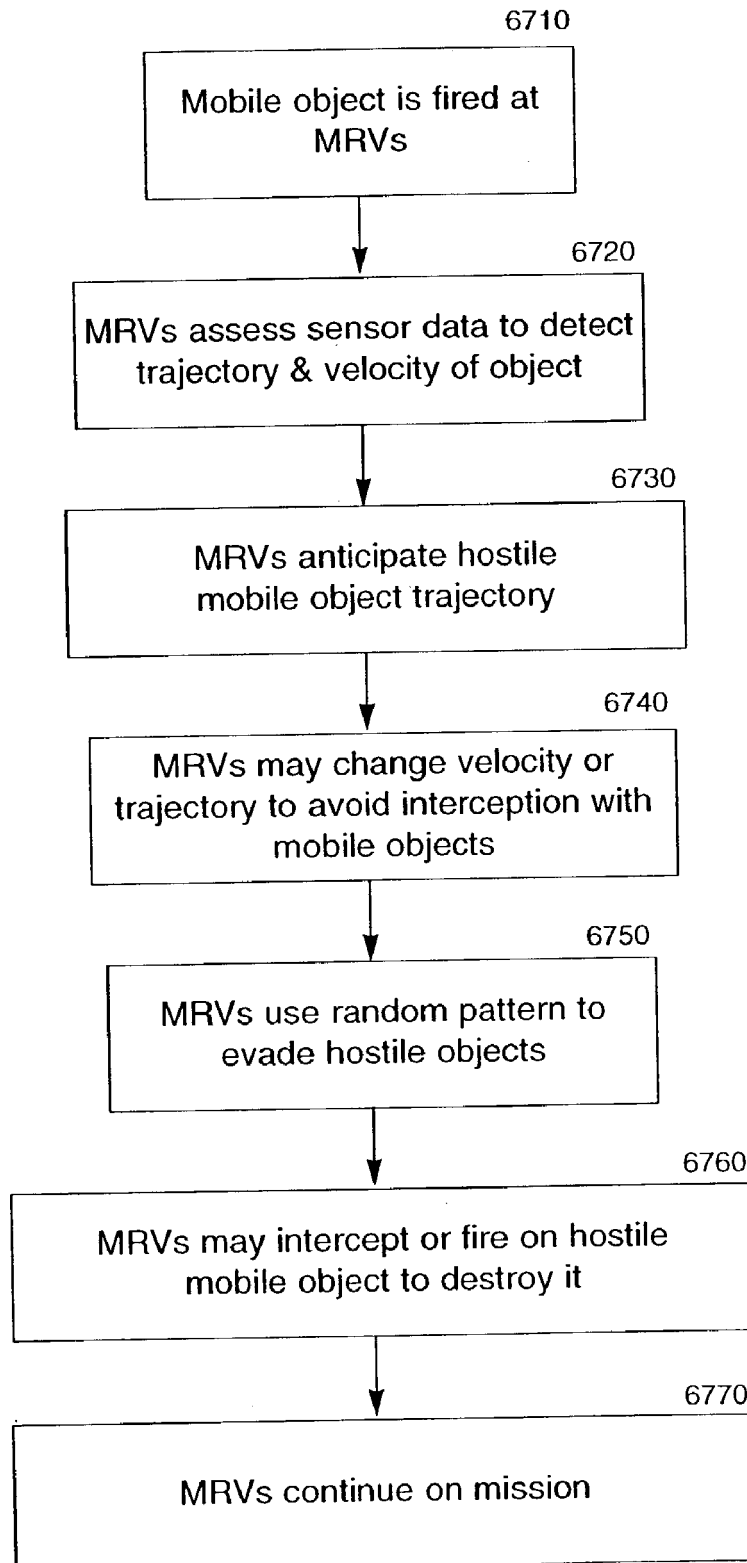 6710
Mobile object is fired at
MRVs
6720
MRVs assess sensor data to detect
trajectory & velocity of object
6730
MRVs anticipate hostile
mobile object trajectory
6740
MRVs may change velocity or
trajectory to avoid interception with
mobile objects
6750
MRVs use random pattern to
evade hostile objects
6760
MRVs may intercept or fire on hostile
mobile object to destroy it
6770
MRVs continue on mission